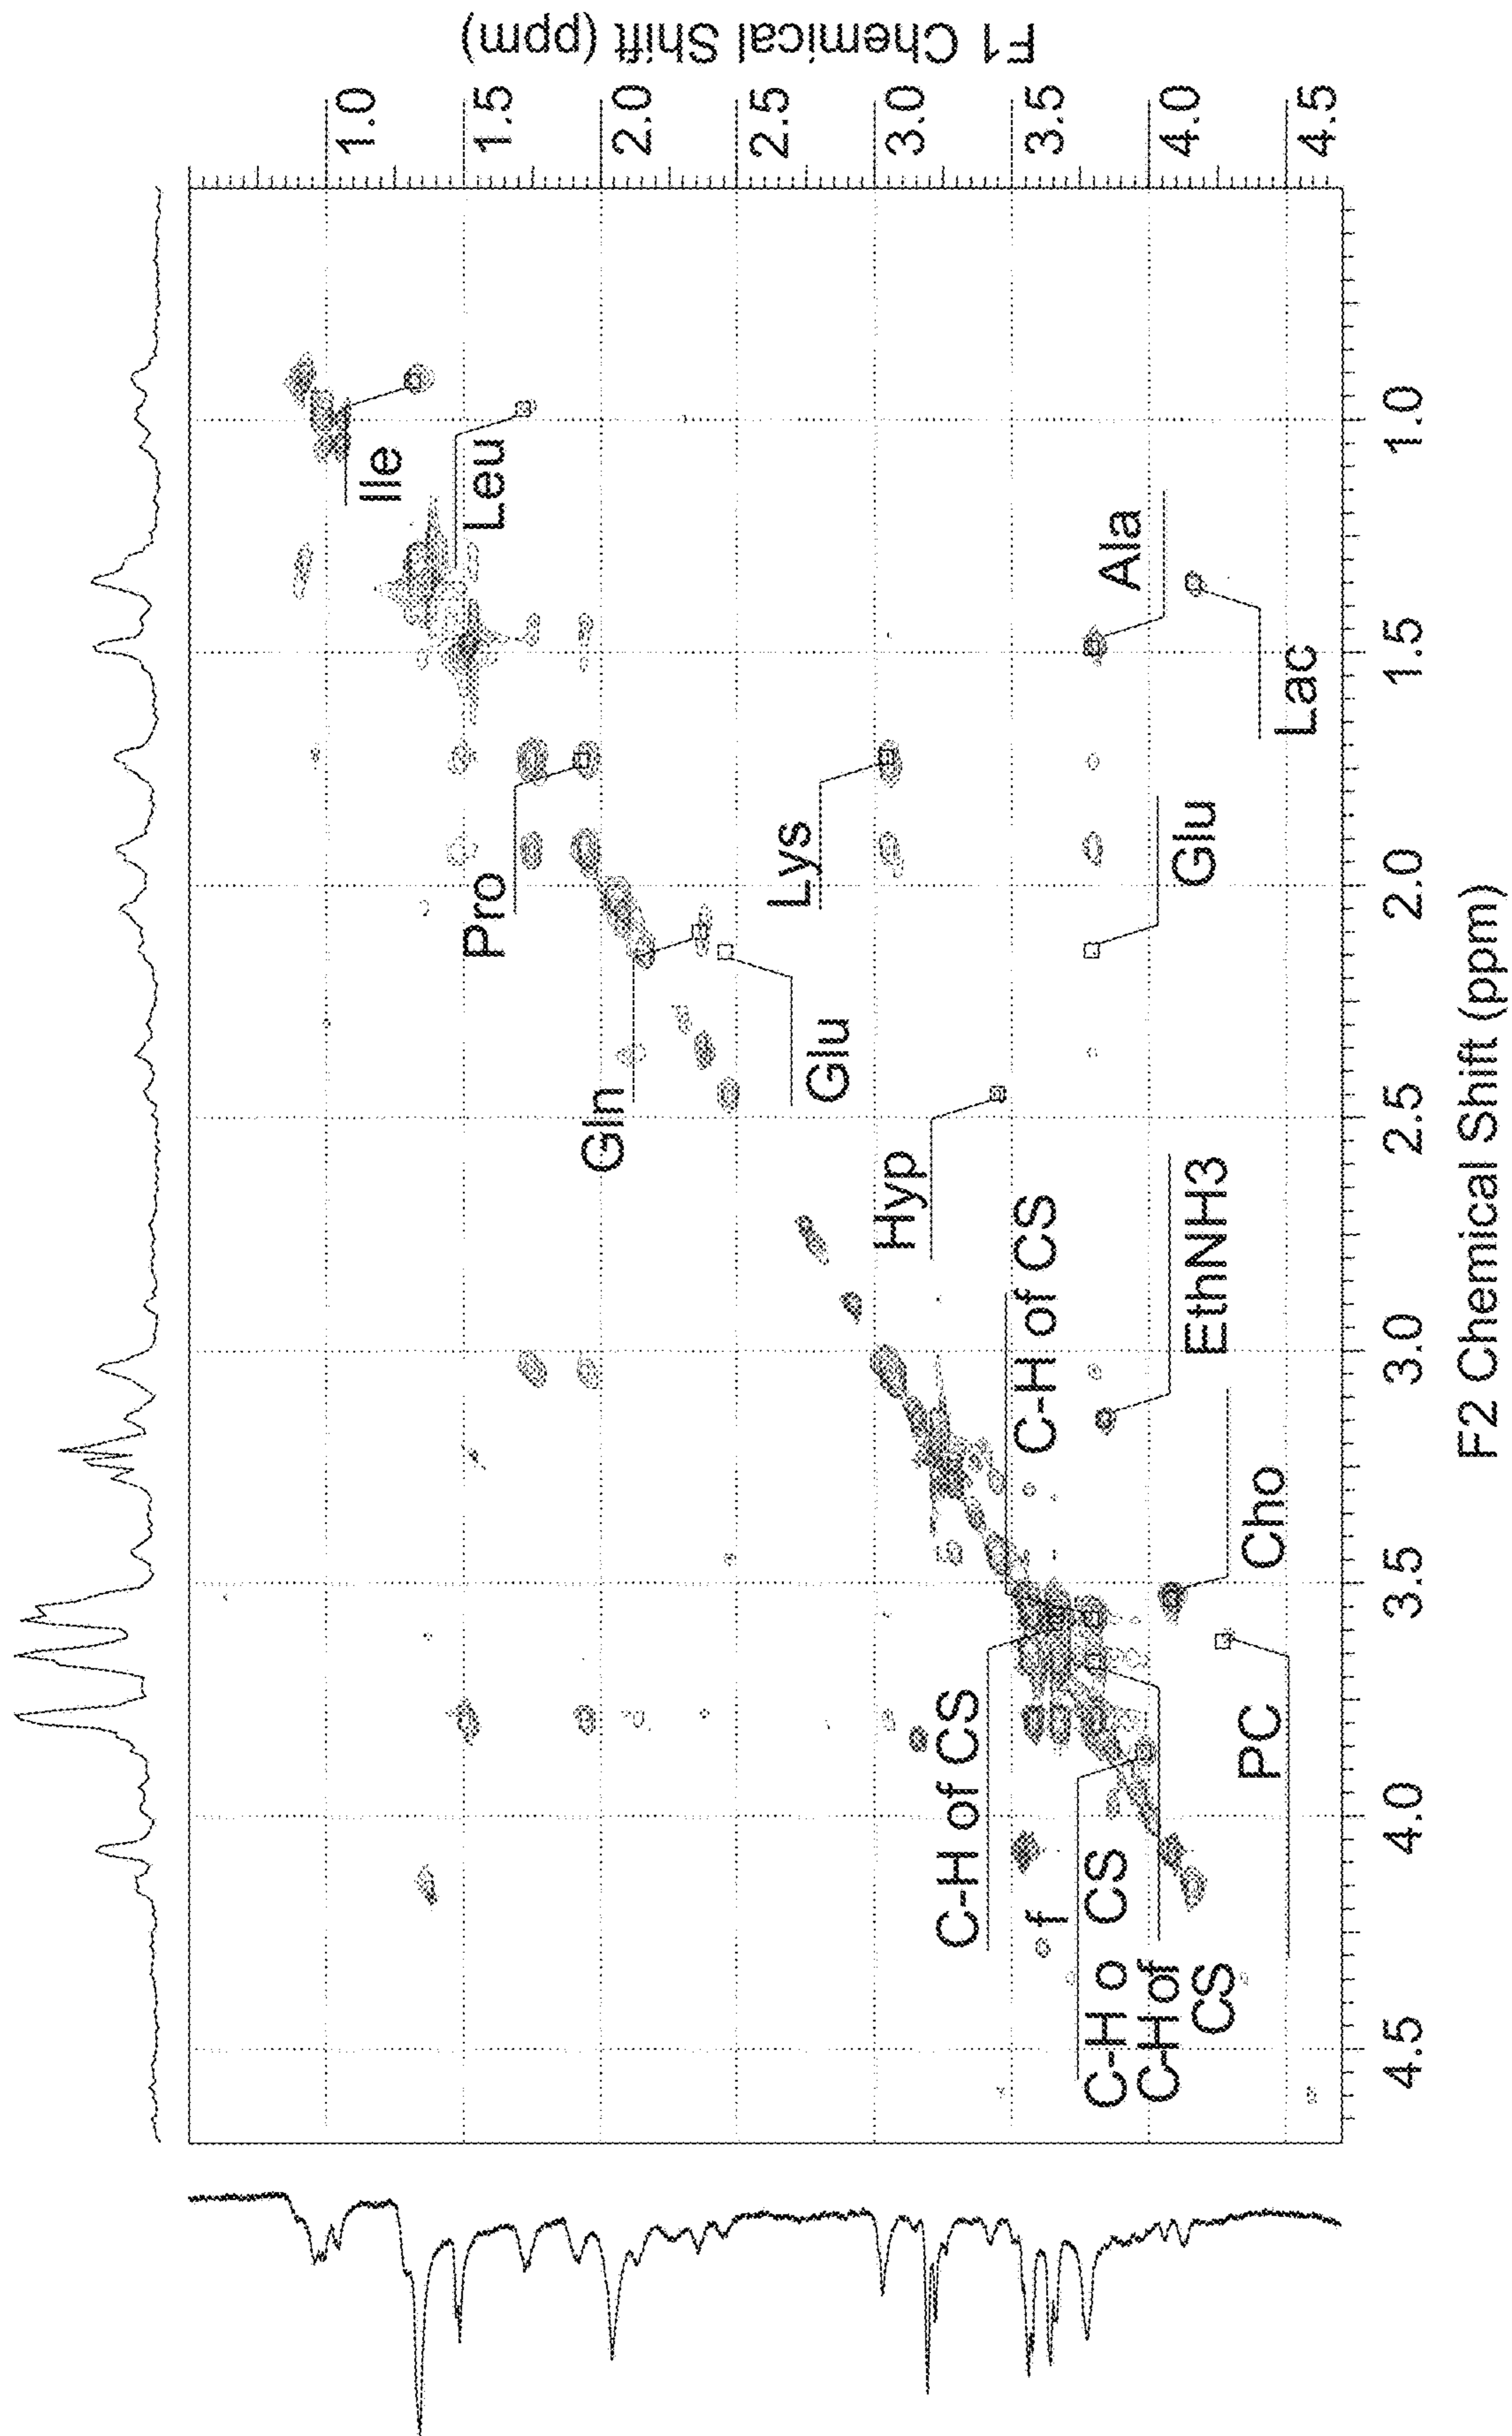 F1 Chemical Shift (ppm)
1.0
1.5
2.0
2.5
3.0
3.5
4.0
4.5
Ile
Leu
Pro
Gln
Glu
Lys
Ala
Lac
Glu
Hyp
C-H of CS
EthNH3
Cho
C-H of CS
PC
f
C-H o CS
C-H of
CS
4.5
4.0
3.5
3.0
2.5
2.0
1.5
1.0
F2 Chemical Shift (ppm)